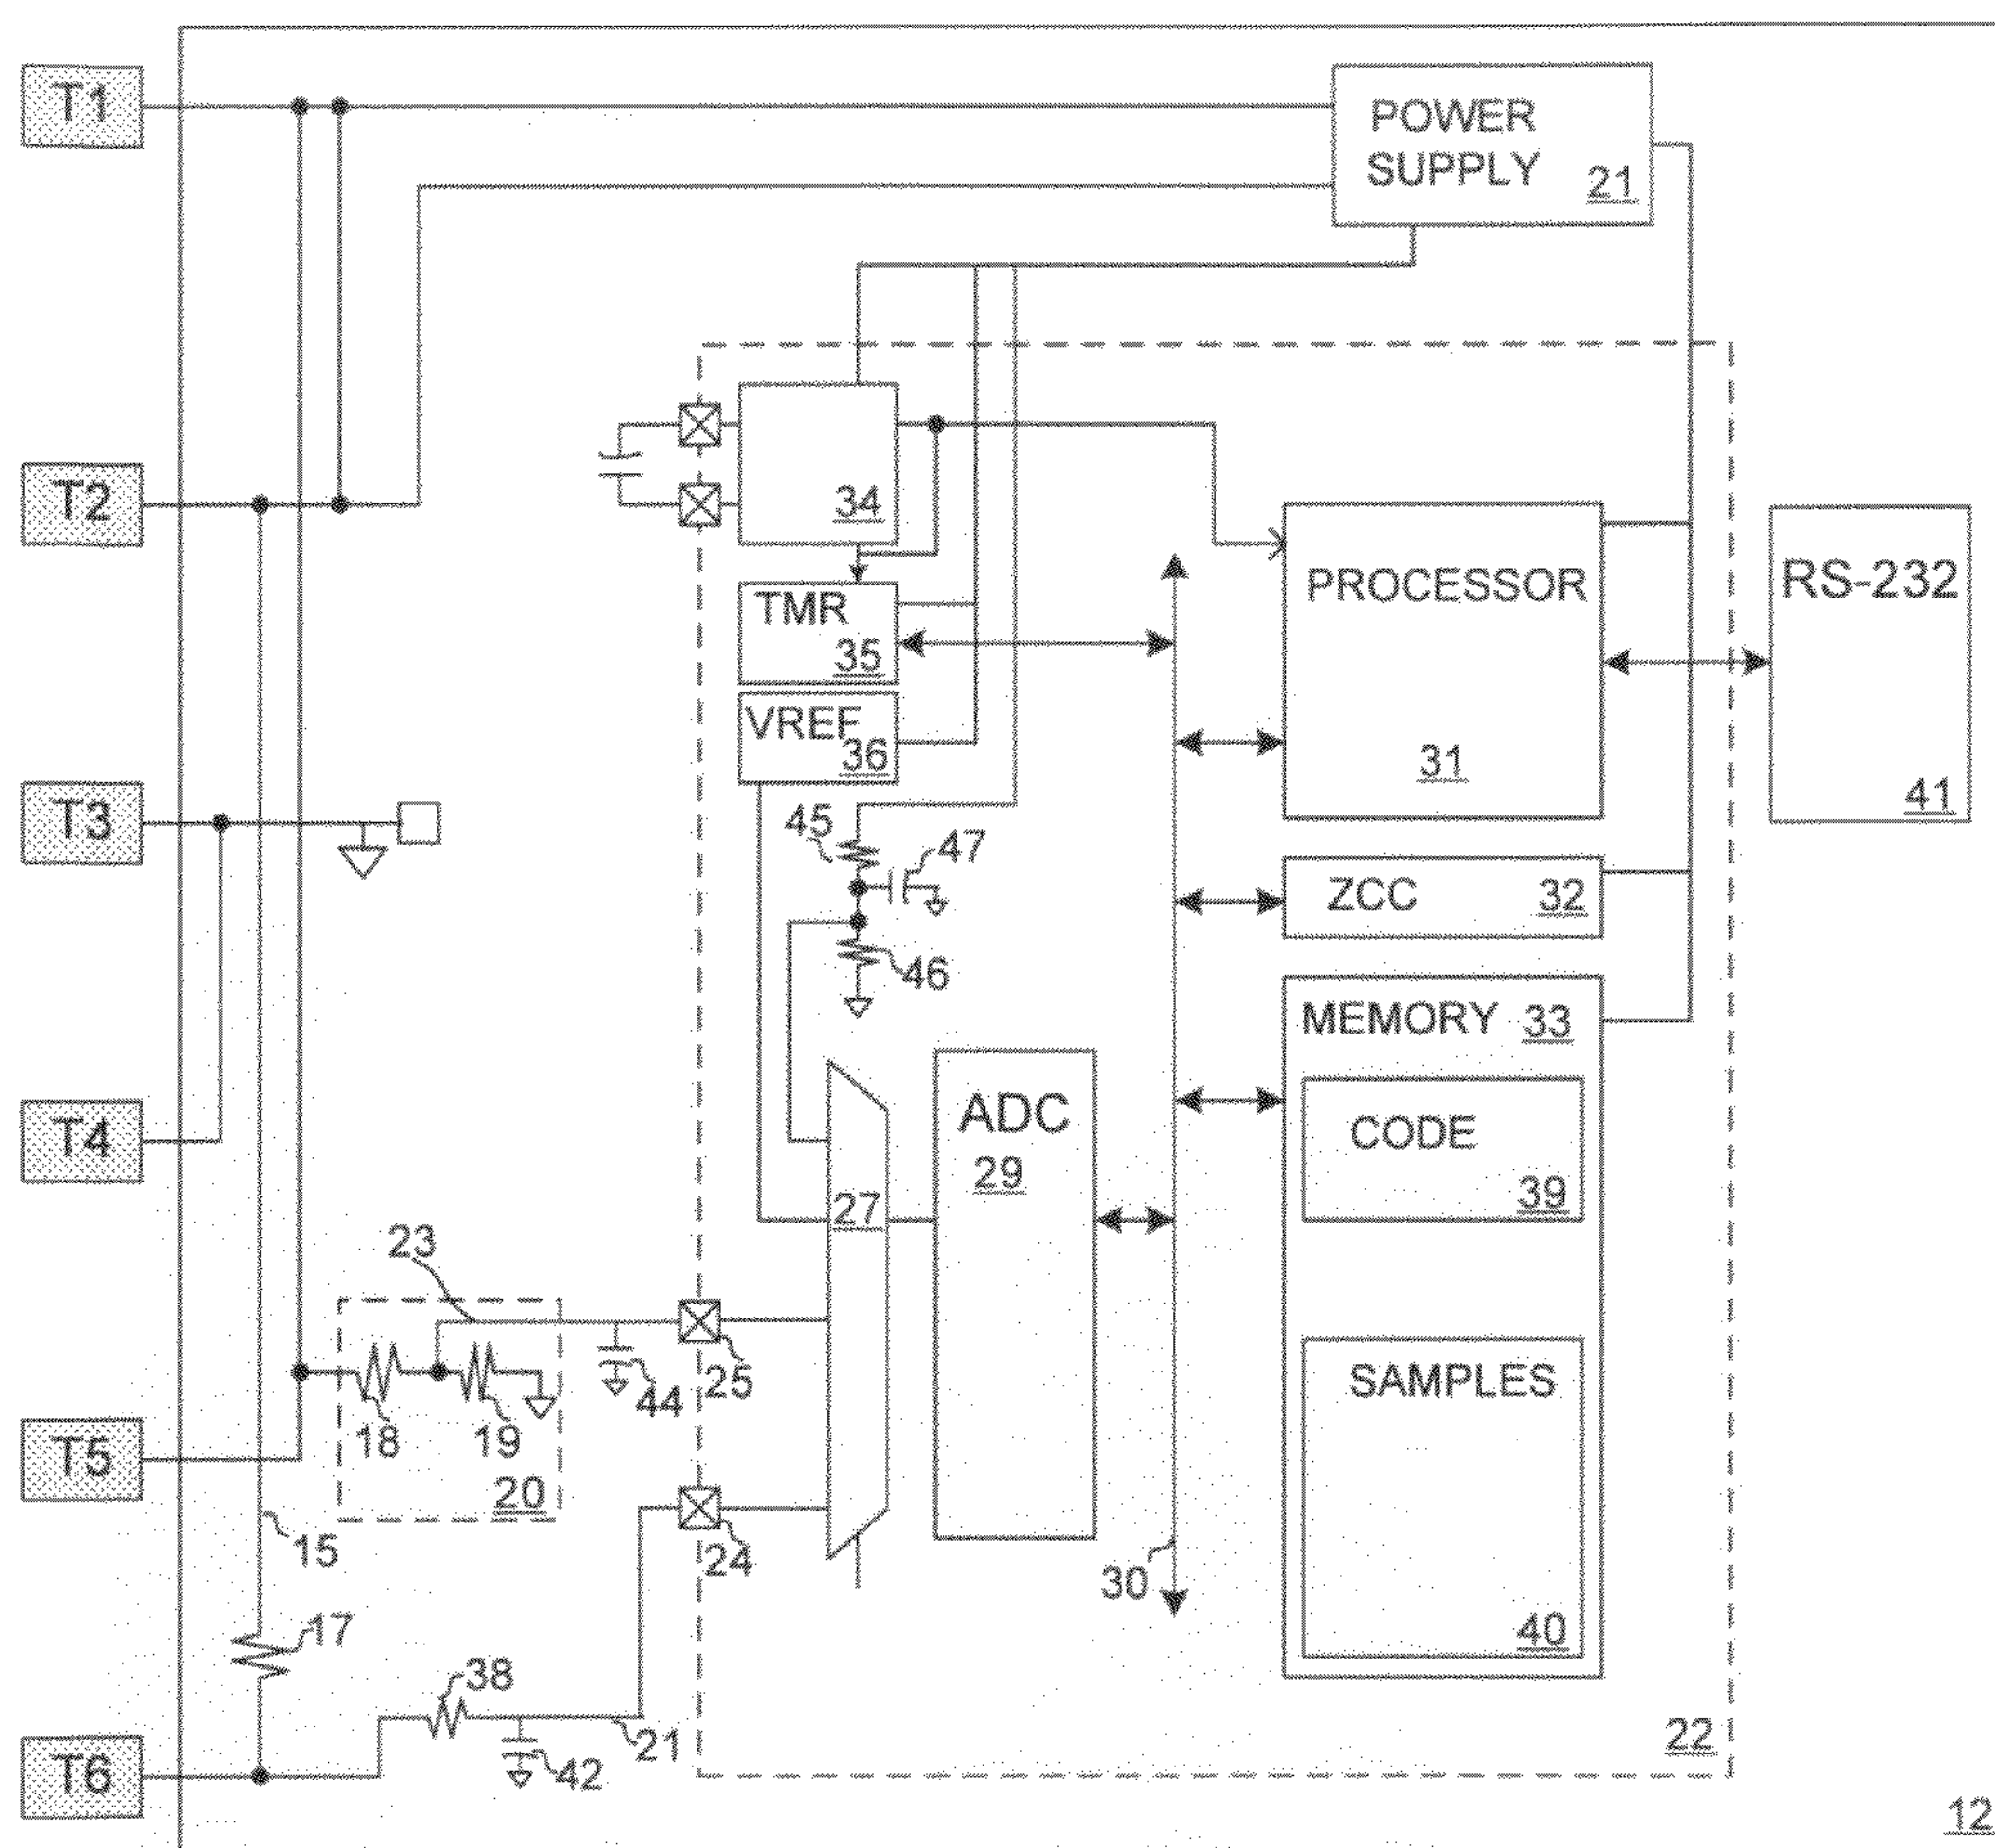 T1
POWER
SUPPLY 21
T2
34
PROCESSOR
31
RS-232
41
TMR
35
VREF
36
T3
45
47
46
ZCC 32
MEMORY 33
CODE
39
T4
ADC
29
27
23
25
44
18
19
20
SAMPLES
40
T5
15
24
30
17
38
21
42
22
T6
12